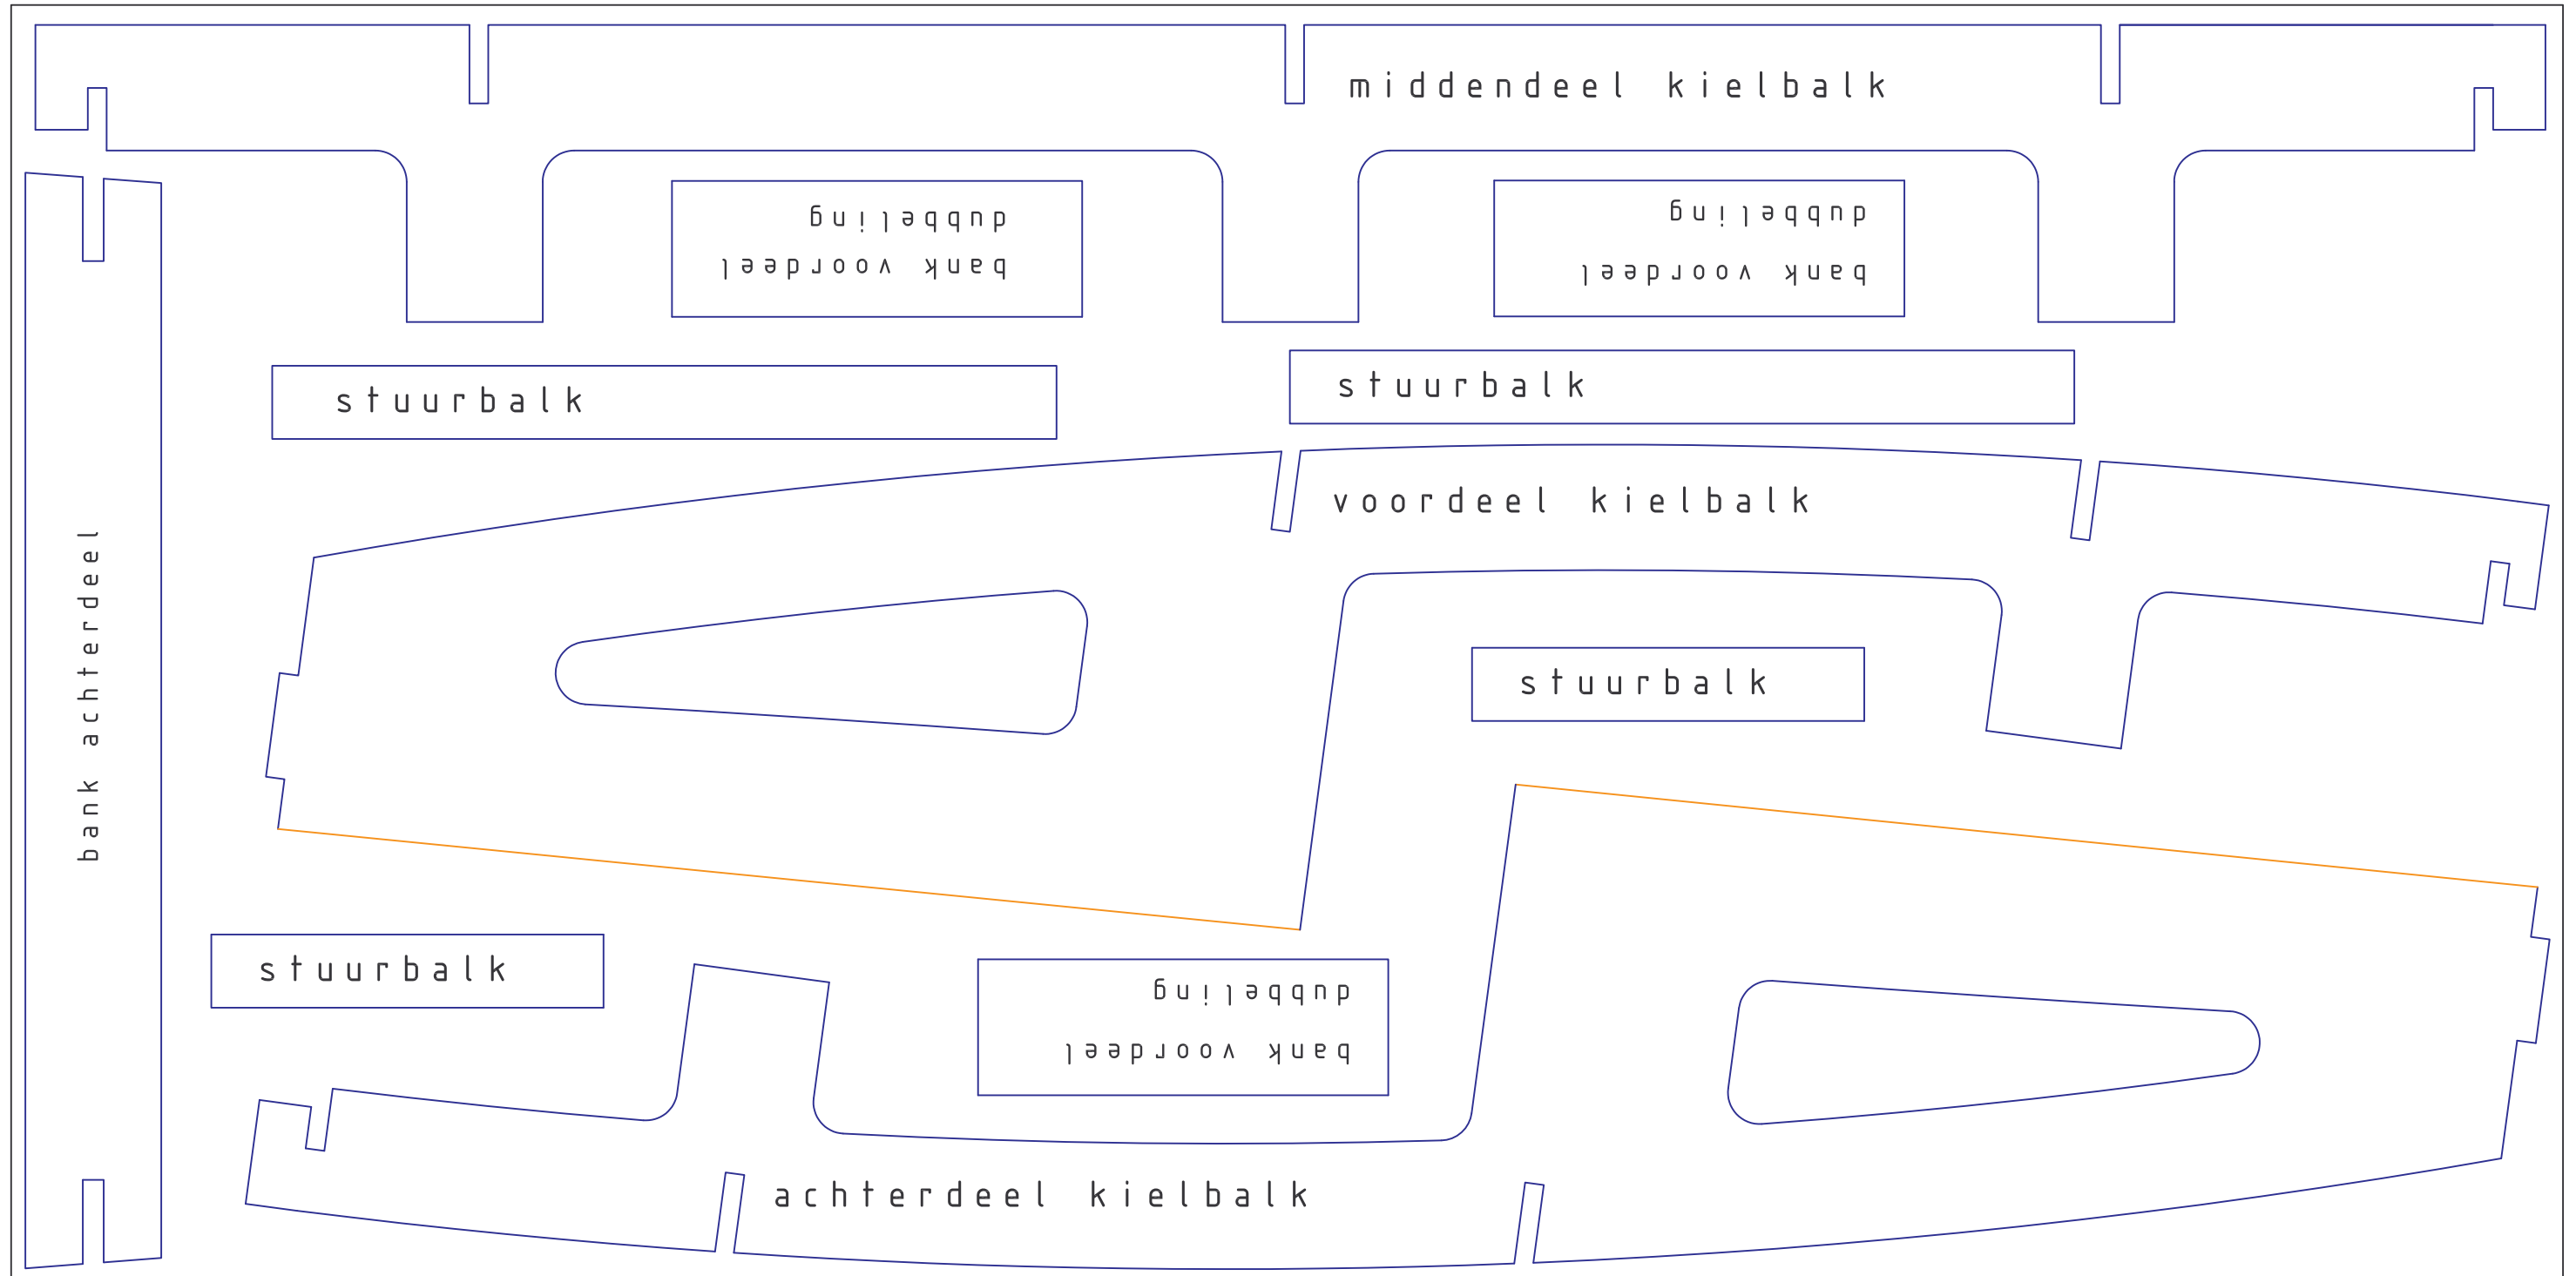 middendeel kielbalk
bank voordeel
dubbeling
bank voordeel
dubbeling
stuurbalk
stuurbalk
voordeel kielbalk
bank achterdeel
stuurbalk
stuurbalk
bank voordeel
dubbeling
achterdeel kielbalk